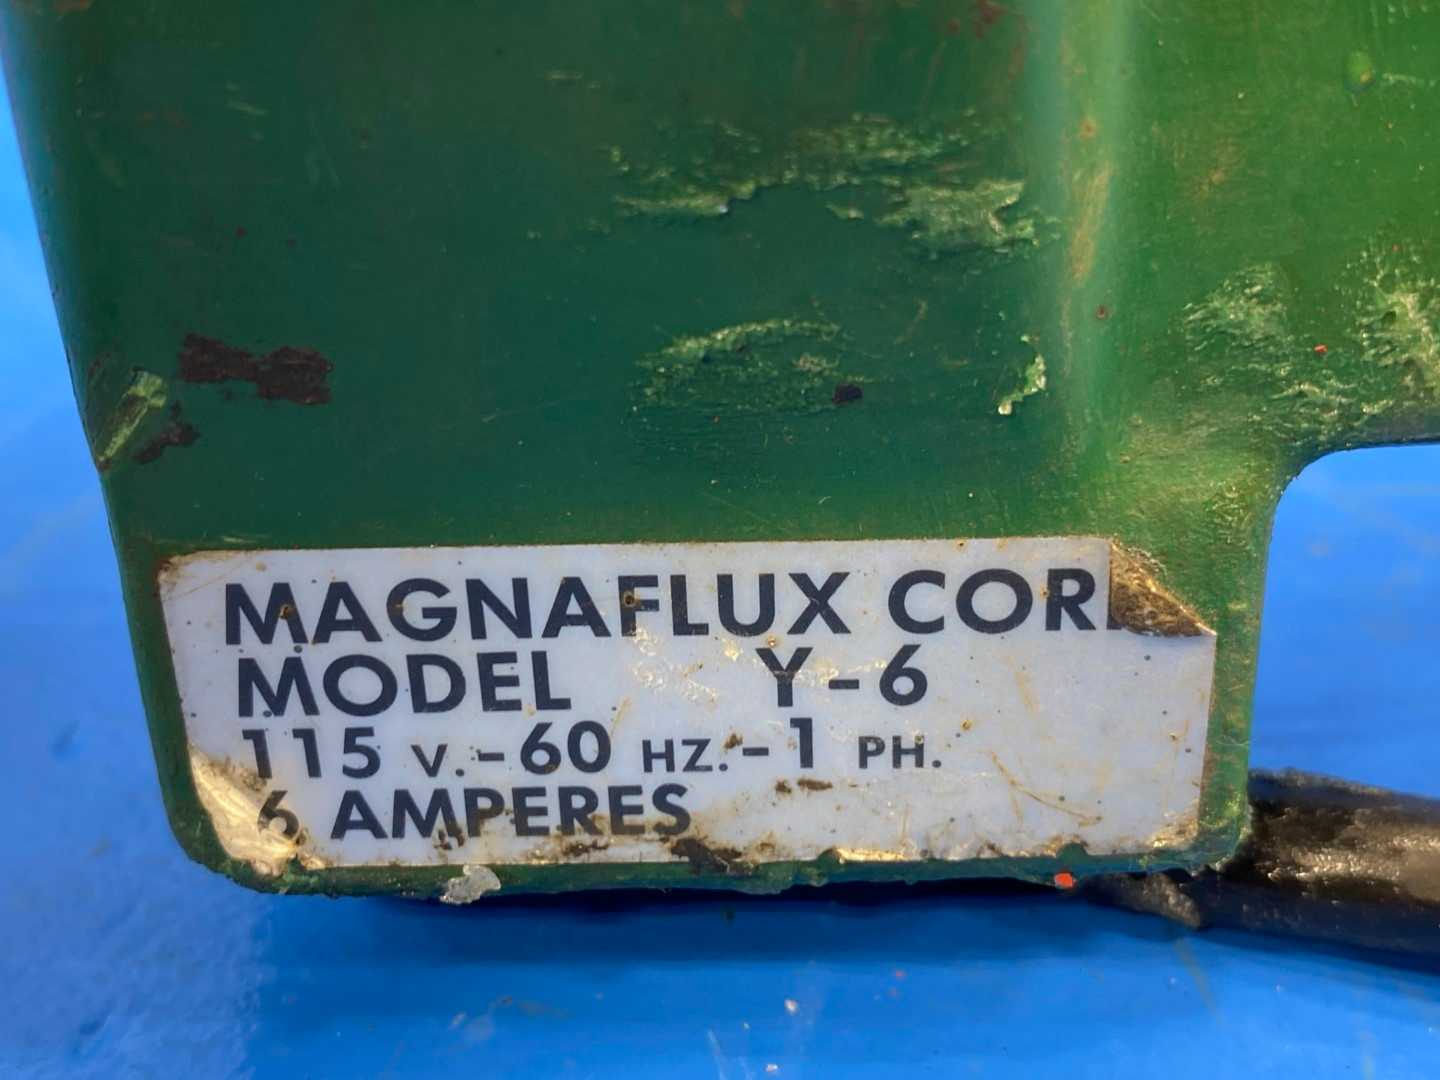 MAGNAFLUX CORP
MODEL Y-6
115 V.-60 HZ.-1 PH.
6 AMPERES